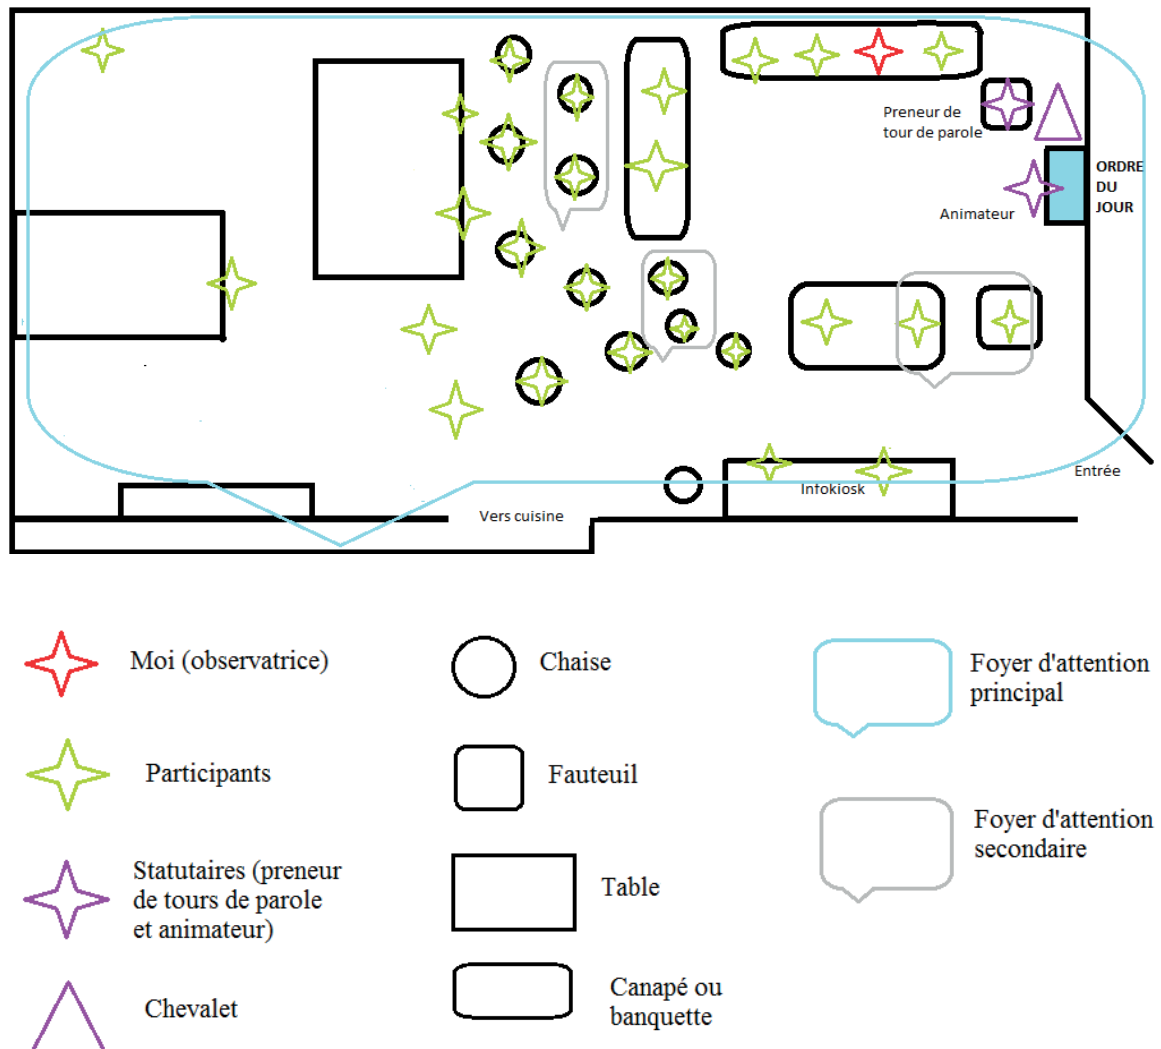 Preneur de
tour de parole
ORDRE
DU
JOUR
Animateur
Entrée
Infokiosk
Vers cuisine
Moi (observatrice)
Chaise
Foyer d'attention
principal
Participants
Fauteuil
Foyer d'attention
secondaire
Statutaires (preneur
de tours de parole
et animateur)
Table
Chevalet
Canapé ou
banquette